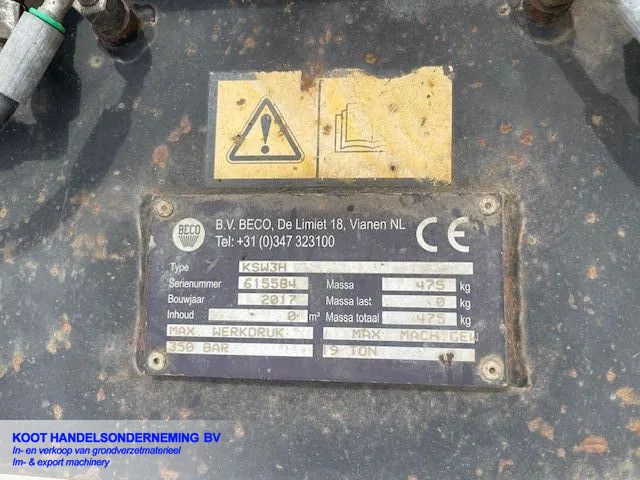 BECO
B.V. BECO, De Limiet 18, Vianen NL
Tel: +31 (0)347 323100
CE
Type KSW3H
Serienummer 615584 Massa 475 kg
Bouwjaar 2017 Massa last 0 kg
Inhoud 0 m³ Massa totaal 475 kg
MAX WERKDRUK MAX MACH.GEW
350 BAR 19 TON
KOOT HANDELSONDERNEMING BV
In- en verkoop van grondverzetmaterieel
Im- & export machinery